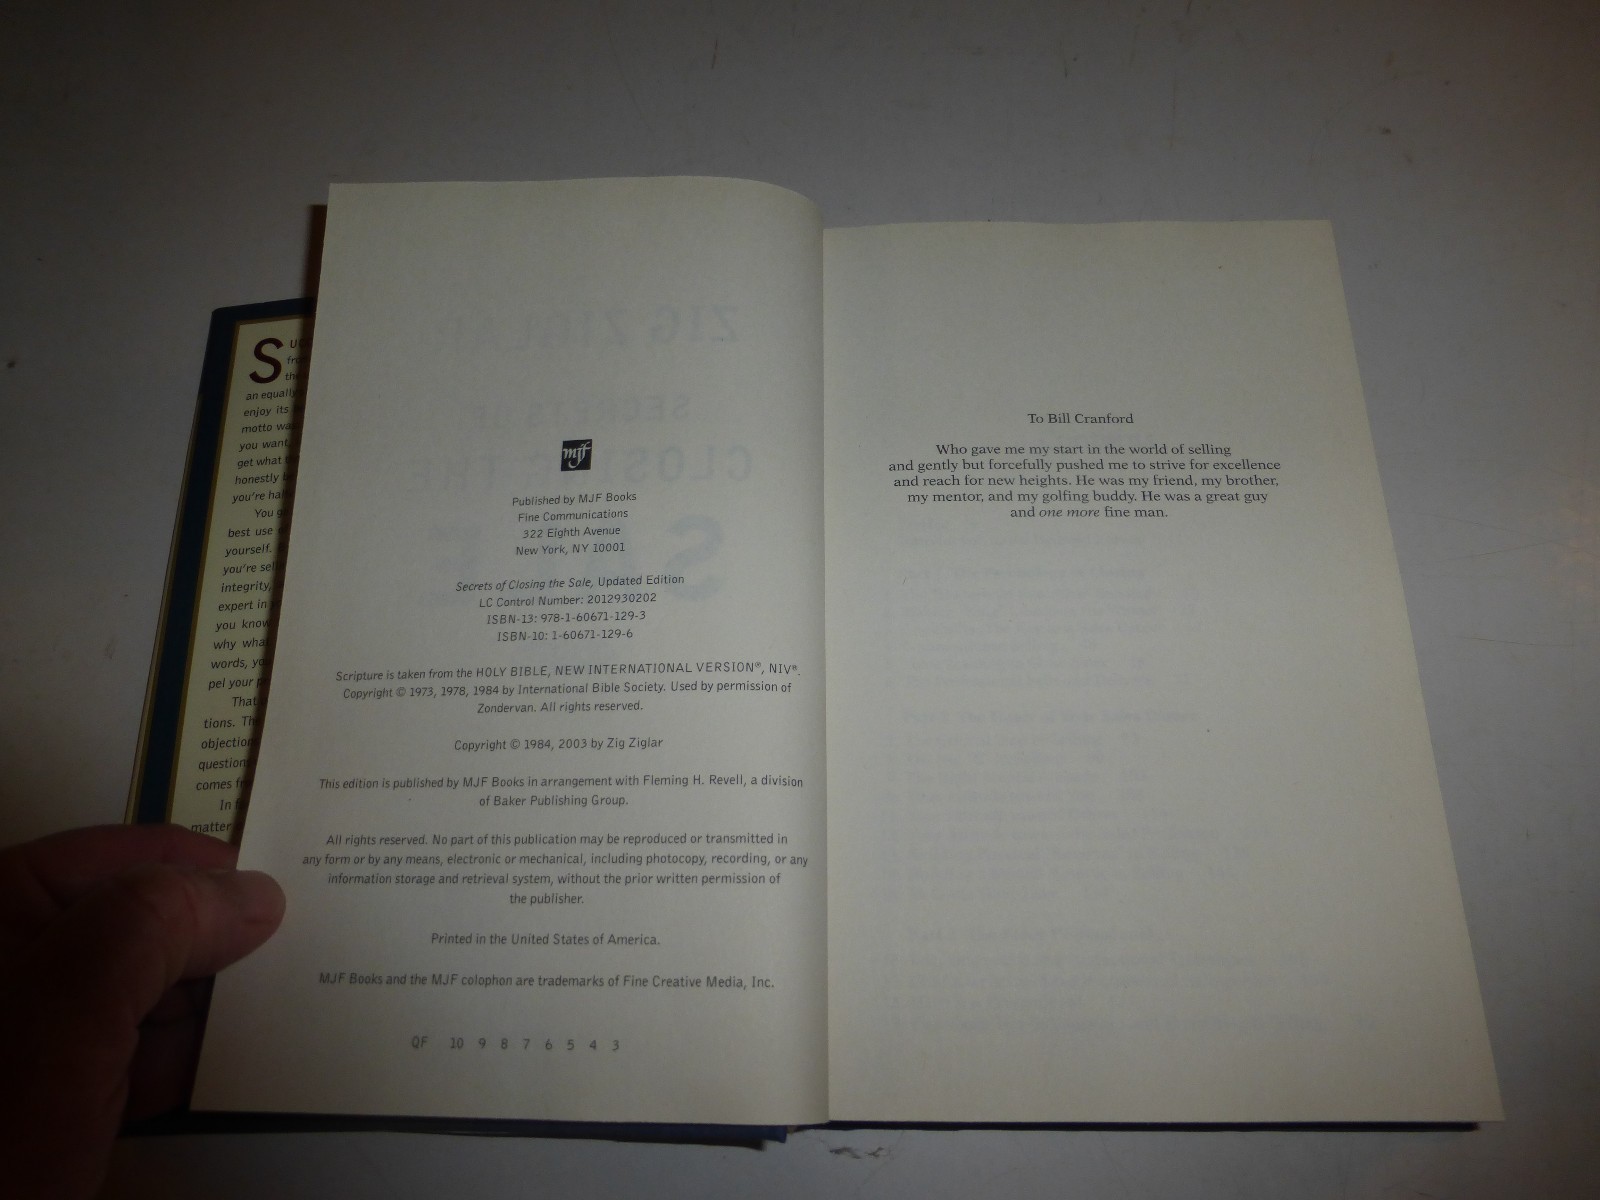 S UC
fro
the
an equally
enjoy its
motto wa
you want,
get what
honestly b
you're ha
You g
best use
yourself.
you're sel
integrity,
expert in
you know
why wha
words, yo
pel your p
That
tions. Th
objection
question
comes f
In
matter
mjf
Published by MJF Books
Fine Communications
322 Eighth Avenue
New York, NY 10001
Secrets of Closing the Sale, Updated Edition
LC Control Number: 2012930202
ISBN-13: 978-1-60671-129-3
ISBN-10: 1-60671-129-6
Scripture is taken from the HOLY BIBLE, NEW INTERNATIONAL VERSION®, NIV®.
Copyright © 1973, 1978, 1984 by International Bible Society. Used by permission of
Zondervan. All rights reserved.
Copyright © 1984, 2003 by Zig Ziglar
This edition is published by MJF Books in arrangement with Fleming H. Revell, a division
of Baker Publishing Group.
All rights reserved. No part of this publication may be reproduced or transmitted in
any form or by any means, electronic or mechanical, including photocopy, recording, or any
information storage and retrieval system, without the prior written permission of
the publisher.
Printed in the United States of America.
MJF Books and the MJF colophon are trademarks of Fine Creative Media, Inc.
QF 10 9 8 7 6 5 4 3
To Bill Cranford
Who gave me my start in the world of selling
and gently but forcefully pushed me to strive for excellence
and reach for new heights. He was my friend, my brother,
my mentor, and my golfing buddy. He was a great guy
and one more fine man.